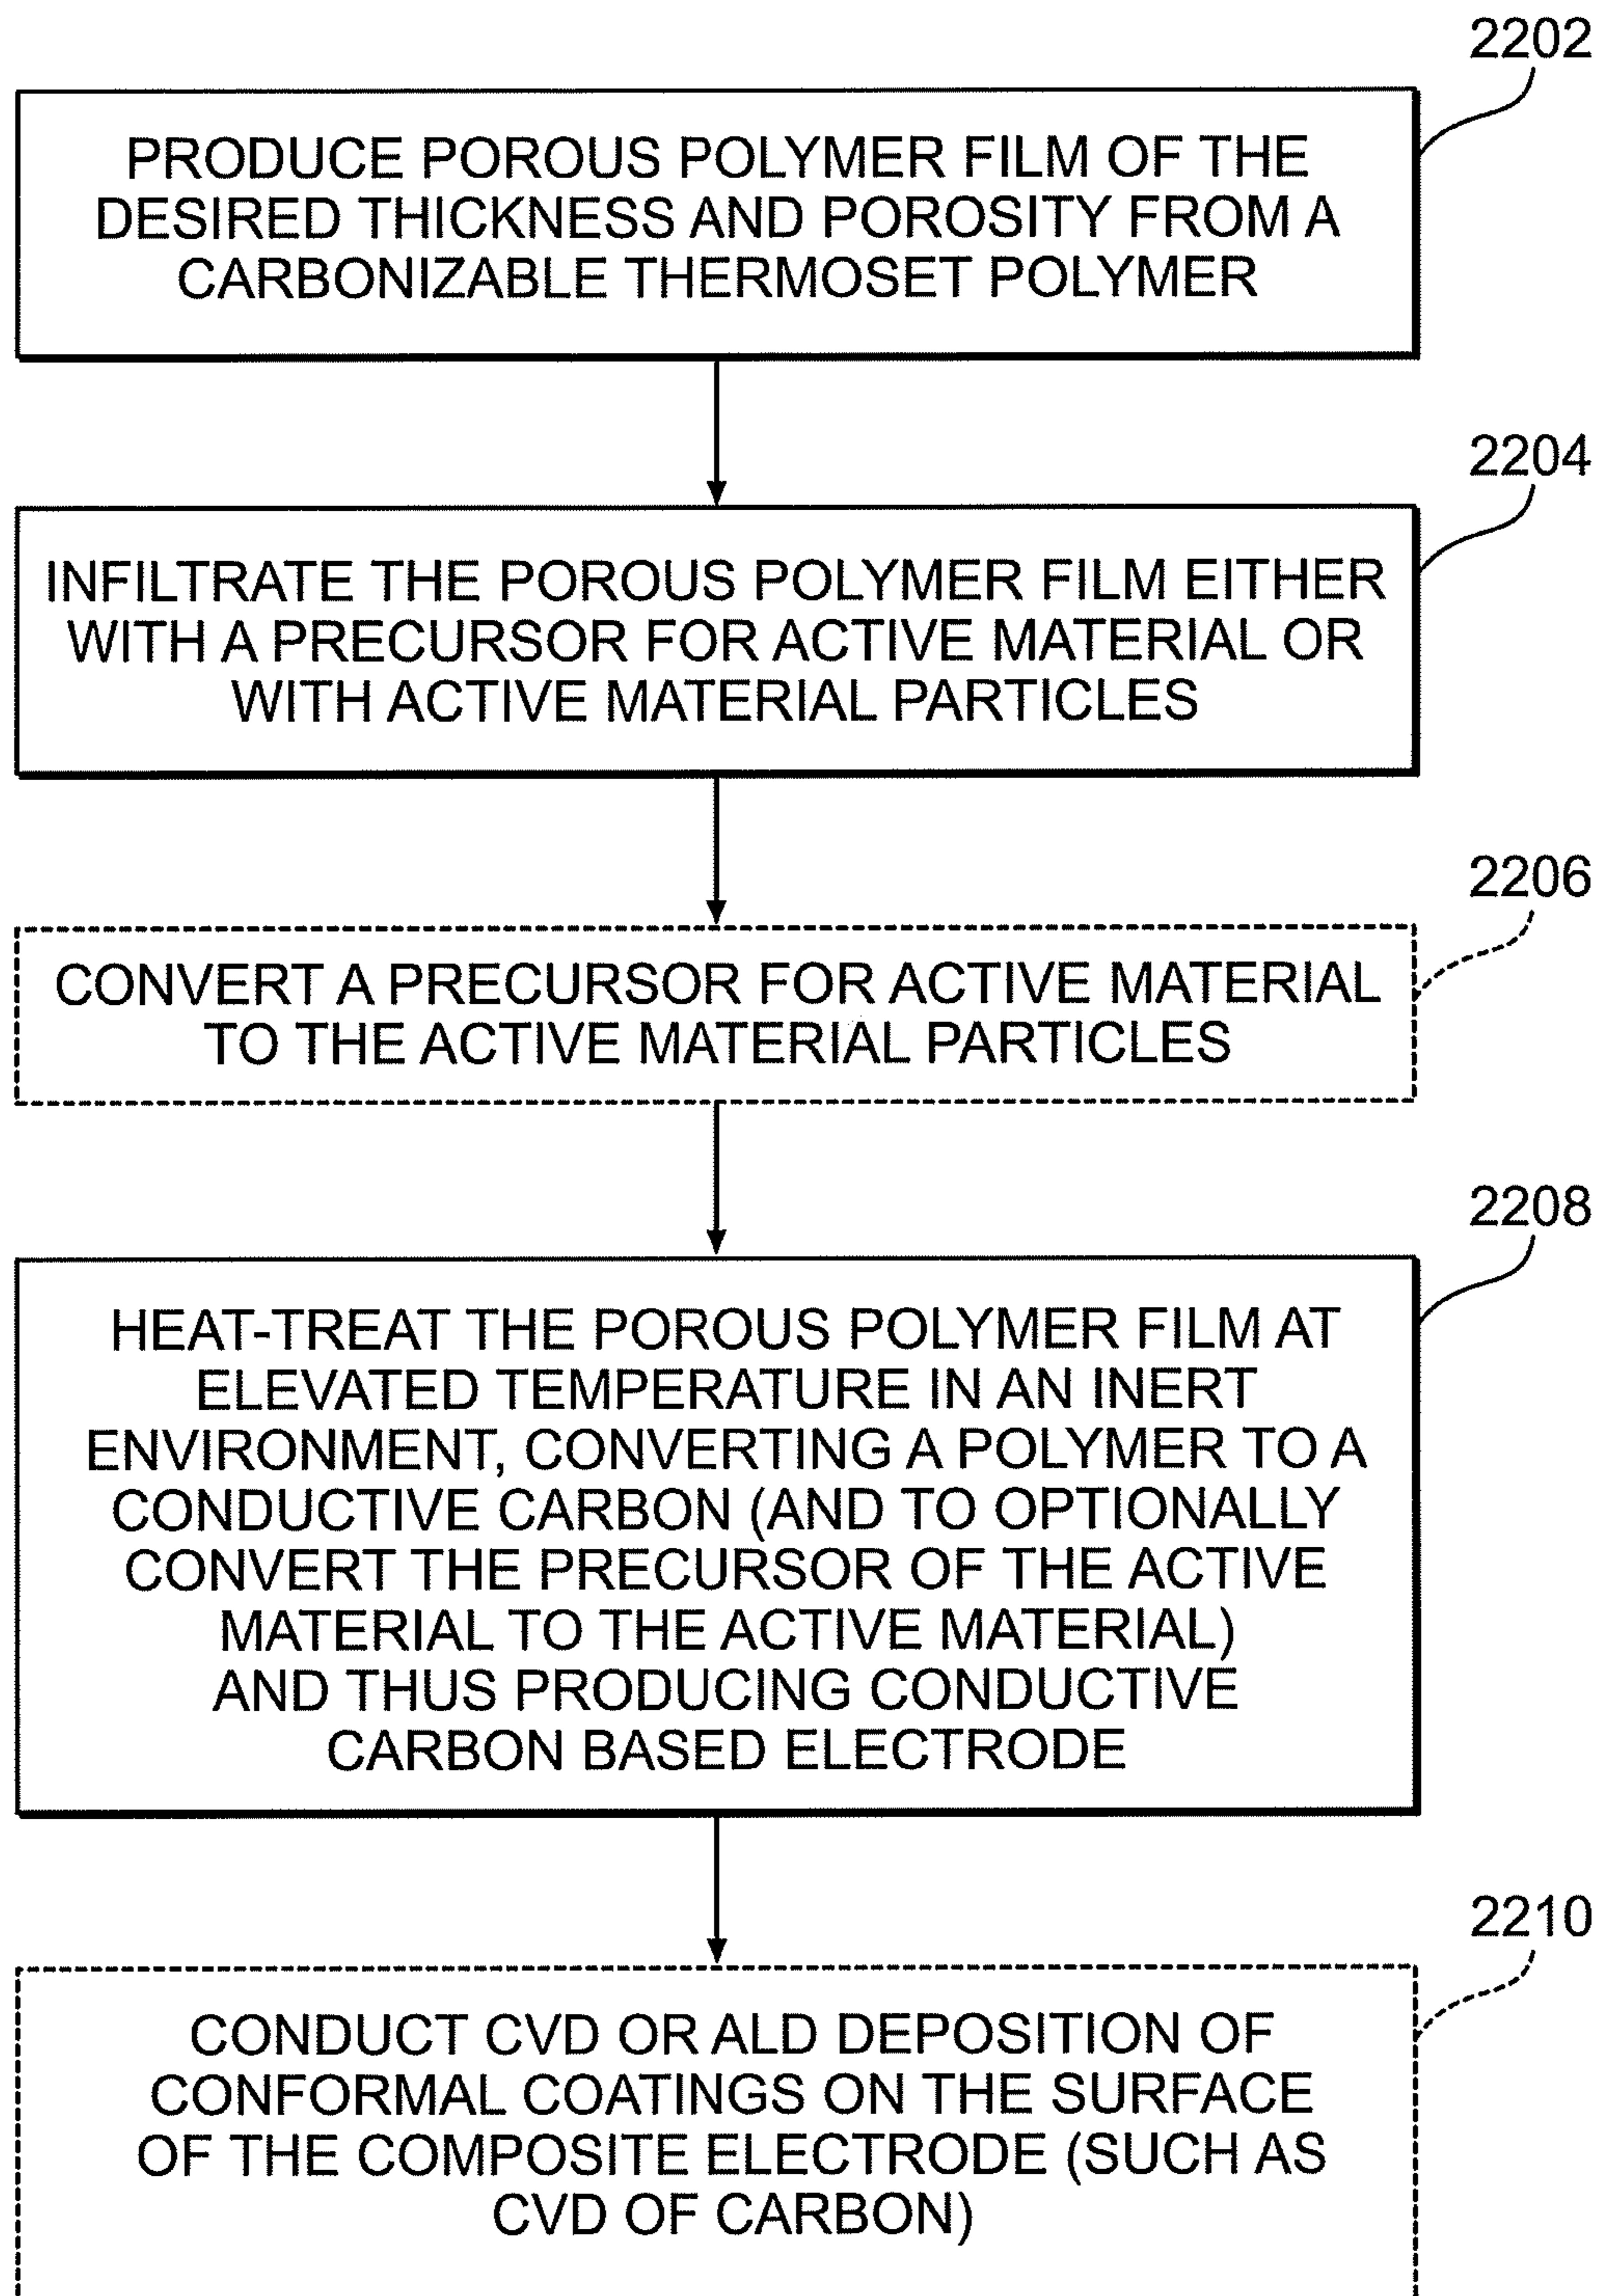 2202
PRODUCE POROUS POLYMER FILM OF THE
DESIRED THICKNESS AND POROSITY FROM A
CARBONIZABLE THERMOSET POLYMER
2204
INFILTRATE THE POROUS POLYMER FILM EITHER
WITH A PRECURSOR FOR ACTIVE MATERIAL OR
WITH ACTIVE MATERIAL PARTICLES
2206
CONVERT A PRECURSOR FOR ACTIVE MATERIAL
TO THE ACTIVE MATERIAL PARTICLES
2208
HEAT-TREAT THE POROUS POLYMER FILM AT
ELEVATED TEMPERATURE IN AN INERT
ENVIRONMENT, CONVERTING A POLYMER TO A
CONDUCTIVE CARBON (AND TO OPTIONALLY
CONVERT THE PRECURSOR OF THE ACTIVE
MATERIAL TO THE ACTIVE MATERIAL)
AND THUS PRODUCING CONDUCTIVE
CARBON BASED ELECTRODE
2210
CONDUCT CVD OR ALD DEPOSITION OF
CONFORMAL COATINGS ON THE SURFACE
OF THE COMPOSITE ELECTRODE (SUCH AS
CVD OF CARBON)